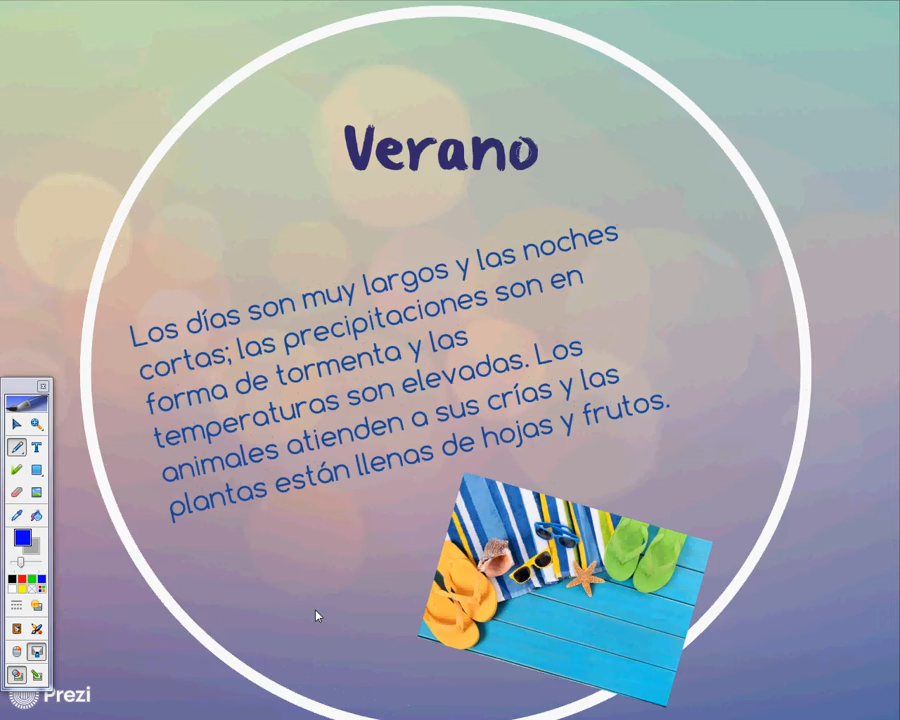 Verano
Los días son muy largos y las noches
cortas; las precipitaciones son en
forma de tormenta y las
temperaturas son elevadas. Los
animales atienden a sus crías y las
plantas están llenas de hojas y frutos.
T
Prezi